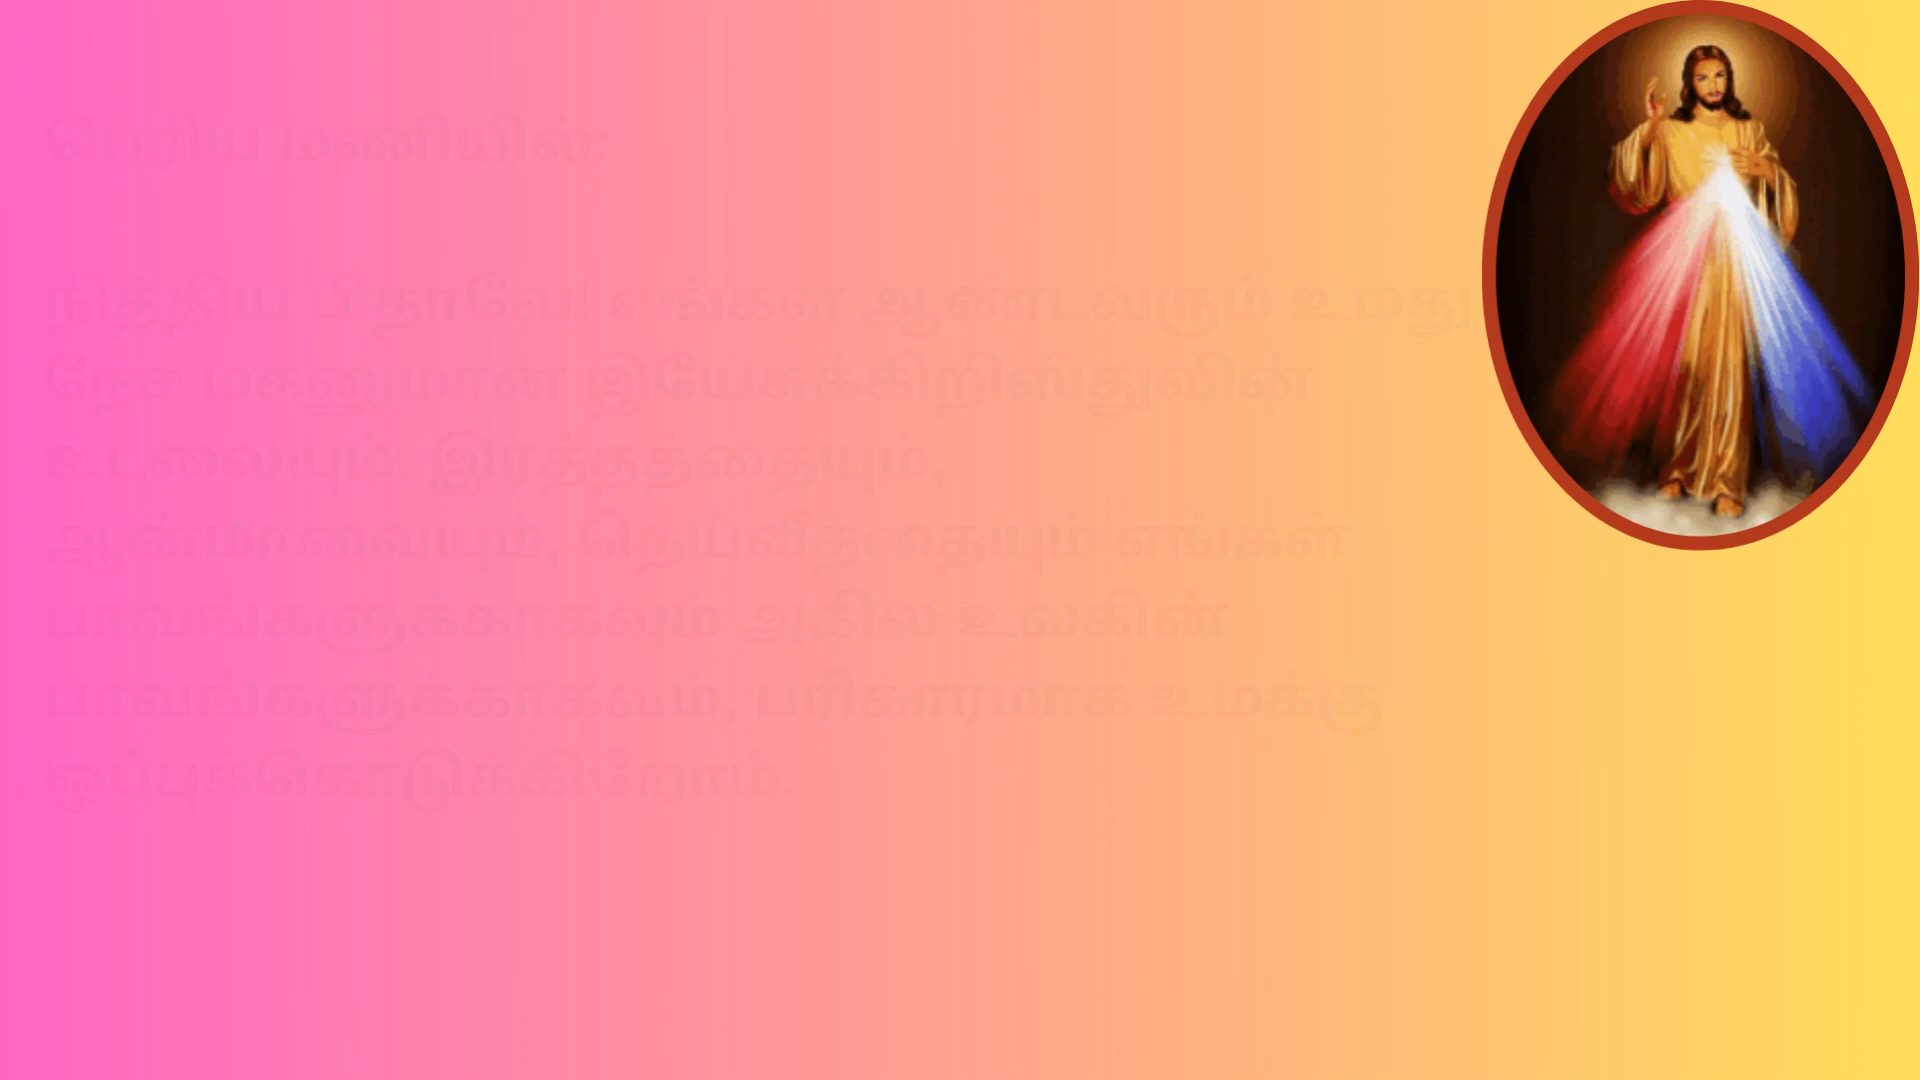 பெரிய மணியில்:
நித்திய பிதாவே! எங்கள் ஆண்டவரும் உமது
நேச மகனுமான இயேசுக்கிறிஸ்துவின்
உடலையும், இரத்தத்தையும்,
ஆன்மாவையும், தெய்வீகத்தையும் எங்கள்
பாவங்களுக்காகவும் அகில உலகின்
பாவங்களுக்காகவம், பரிகாரமாக உமக்கு
ஒப்புக்கொடுக்கிறோம்.